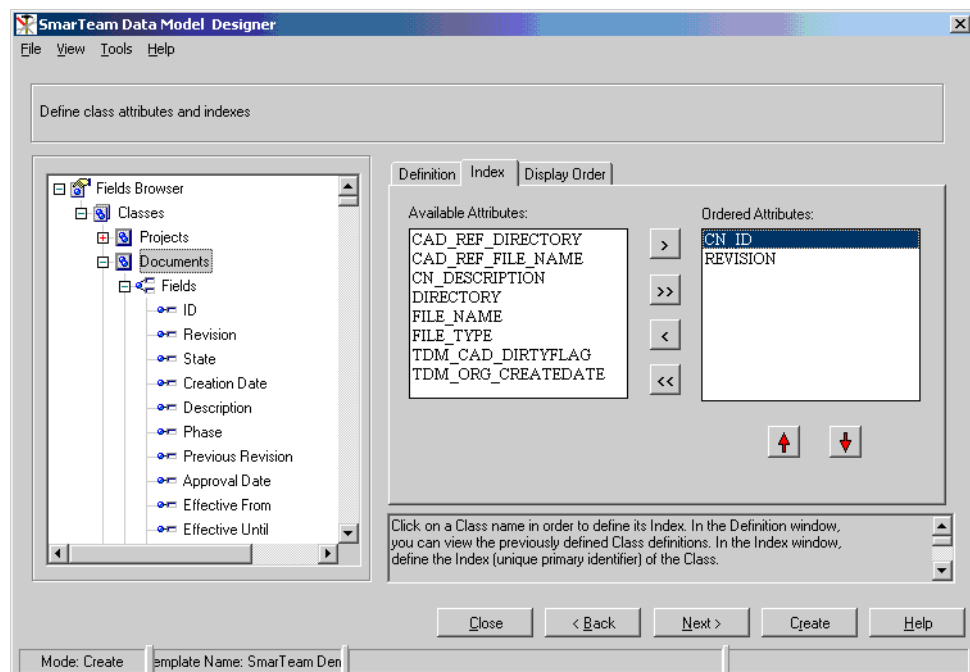 SmarTeam Data Model Designer
File View Tools Help
Define class attributes and indexes
Fields Browser
Classes
Projects
Documents
Fields
ID
Revision
State
Creation Date
Description
Phase
Previous Revision
Approval Date
Effective From
Effective Until
Definition Index Display Order
Available Attributes:
CAD_REF_DIRECTORY
CAD_REF_FILE_NAME
CN_DESCRIPTION
DIRECTORY
FILE_NAME
FILE_TYPE
TDM_CAD_DIRTYFLAG
TDM_ORG_CREATEDATE
>
>>
<
<<
Ordered Attributes:
CN_ID
REVISION
Click on a Class name in order to define its Index. In the Definition window,
you can view the previously defined Class definitions. In the Index window,
define the Index (unique primary identifier) of the Class.
Close < Back Next > Create Help
Mode: Create emplate Name: SmarTeam Den